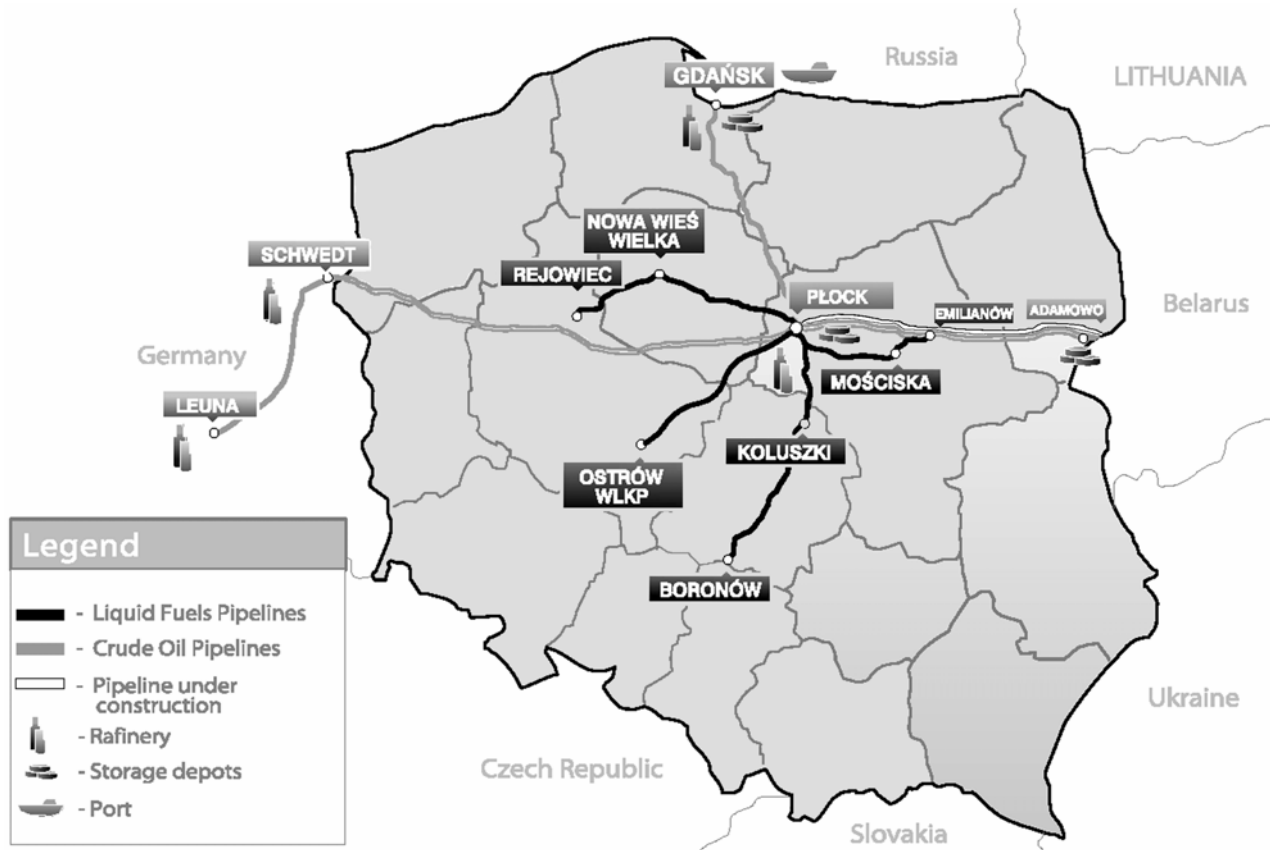 Russia
LITHUANIA
GDAŃSK
NOWA WIEŚ
WIELKA
SCHWEDT
REJOWIEC
PŁOCK
EMILIANÓW
ADAMOWO
Belarus
Germany
MOŚCISKA
LEUNA
KOLUSZKI
OSTRÓW
WLKP
BORONÓW
Legend
- Liquid Fuels Pipelines
- Crude Oil Pipelines
- Pipeline under
construction
- Rafinery
- Storage depots
- Port
Ukraine
Czech Republic
Slovakia